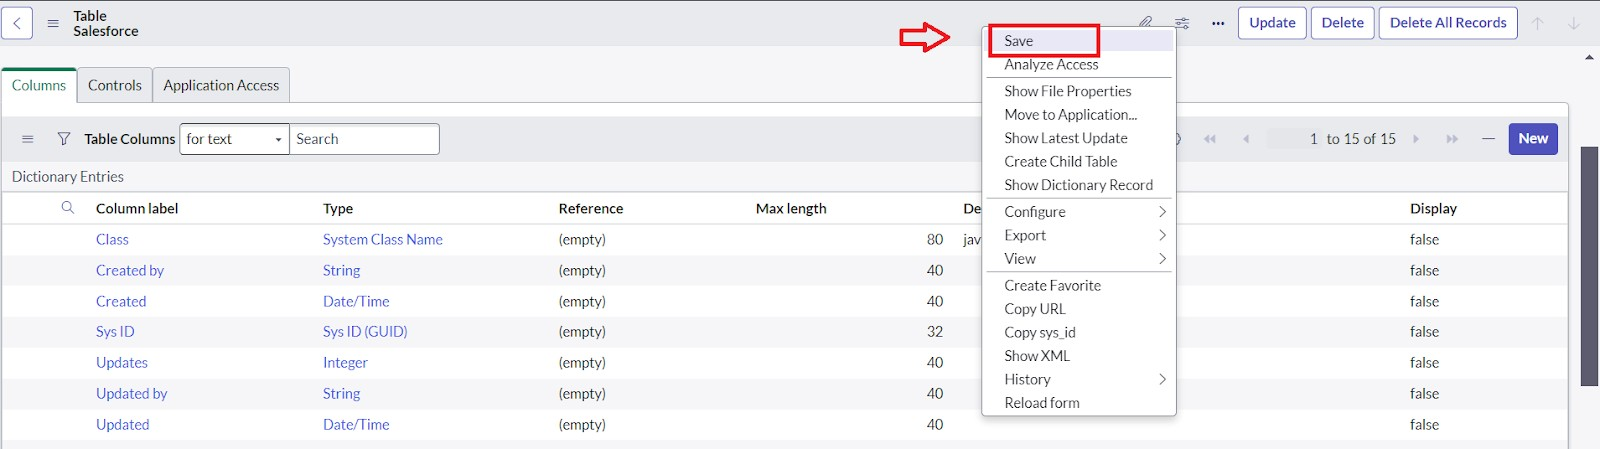 Table
Salesforce
Update
Delete
Delete All Records
Save
Analyze Access
Show File Properties
Move to Application...
Show Latest Update
Create Child Table
Show Dictionary Record
Configure
Export
View
Create Favorite
Copy URL
Copy sys_id
Show XML
History
Reload form
Columns
Controls
Application Access
Table Columns for text Search
1 to 15 of 15 New
Dictionary Entries
Column label Type Reference Max length De Display
Class System Class Name (empty) 80 jav false
Created by String (empty) 40 false
Created Date/Time (empty) 40 false
Sys ID Sys ID (GUID) (empty) 32 false
Updates Integer (empty) 40 false
Updated by String (empty) 40 false
Updated Date/Time (empty) 40 false